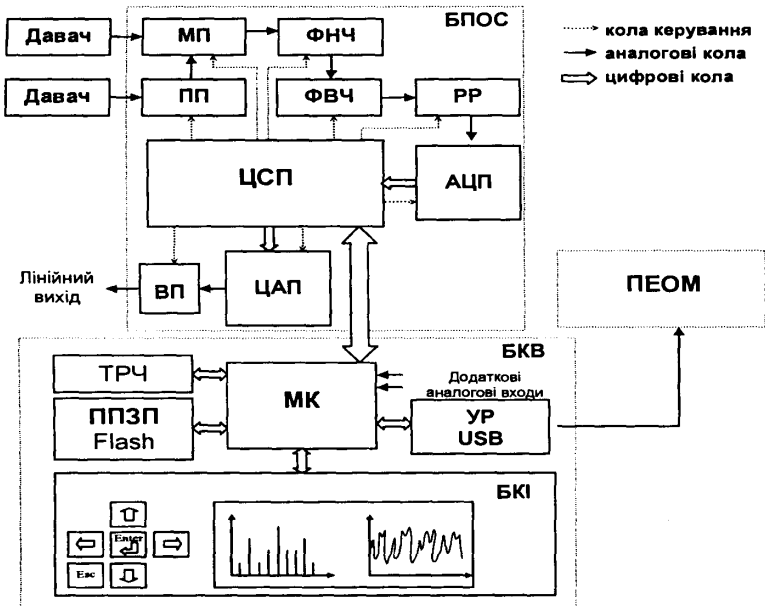 БПОС
Давач
МП
ФНЧ
Давач
ПП
ФВЧ
РР
ЦСП
АЦП
Лінійний
вихід
ВП
ЦАП
кола керування
аналогові кола
цифрові кола
ПЕОМ
БКВ
ТРЧ
МК
Додаткові
аналогові входи
ППЗП
Flash
УР
USB
БКІ
Enter
Esc